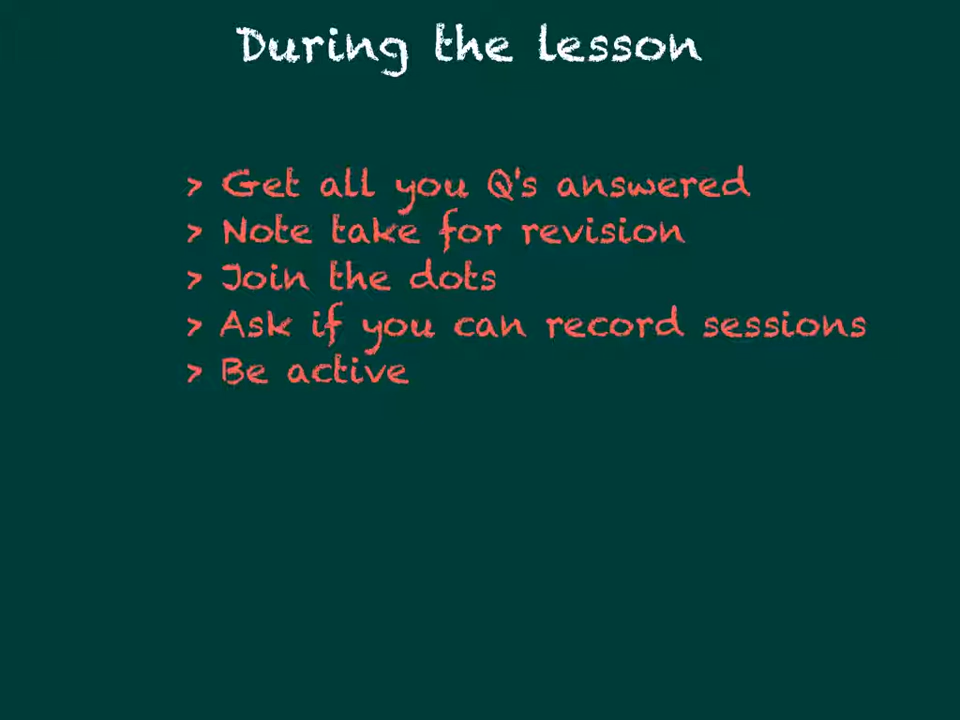 During the lesson
> Get all you Q's answered
> Note take for revision
> Join the dots
> Ask if you can record sessions
> Be active